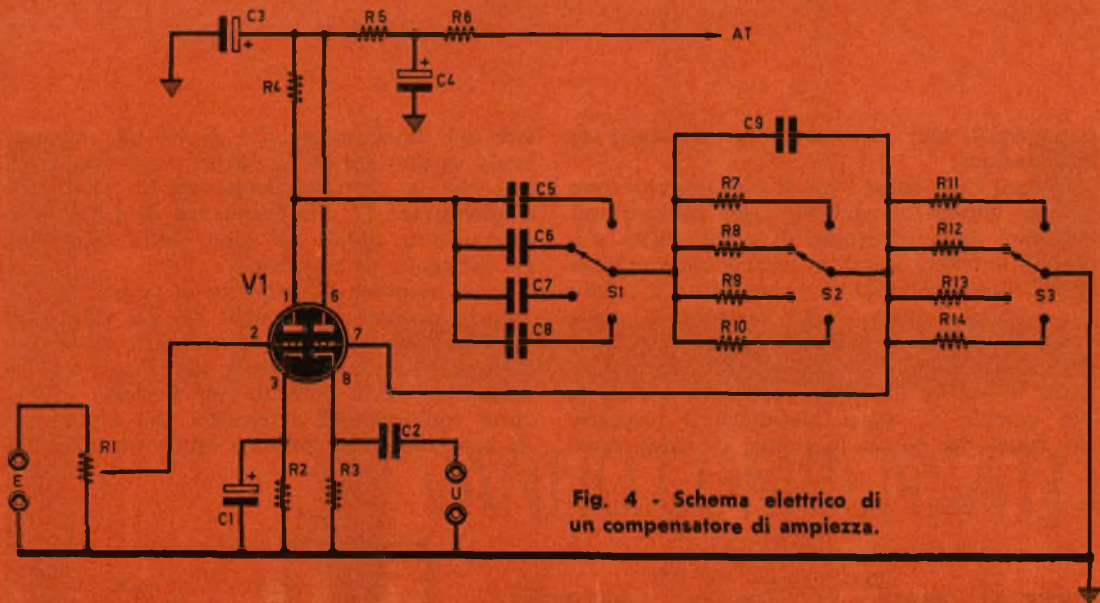 C3
R5
R6
AT
C4
R4
C9
C5
R7
R11
C6
R8
R12
V1
1
6
S1
S2
S3
C7
R9
R13
2
7
C8
R10
R14
3
8
C2
R1
R2
R3
E
U
C1
Fig. 4 - Schema elettrico di
un compensatore di ampiezza.